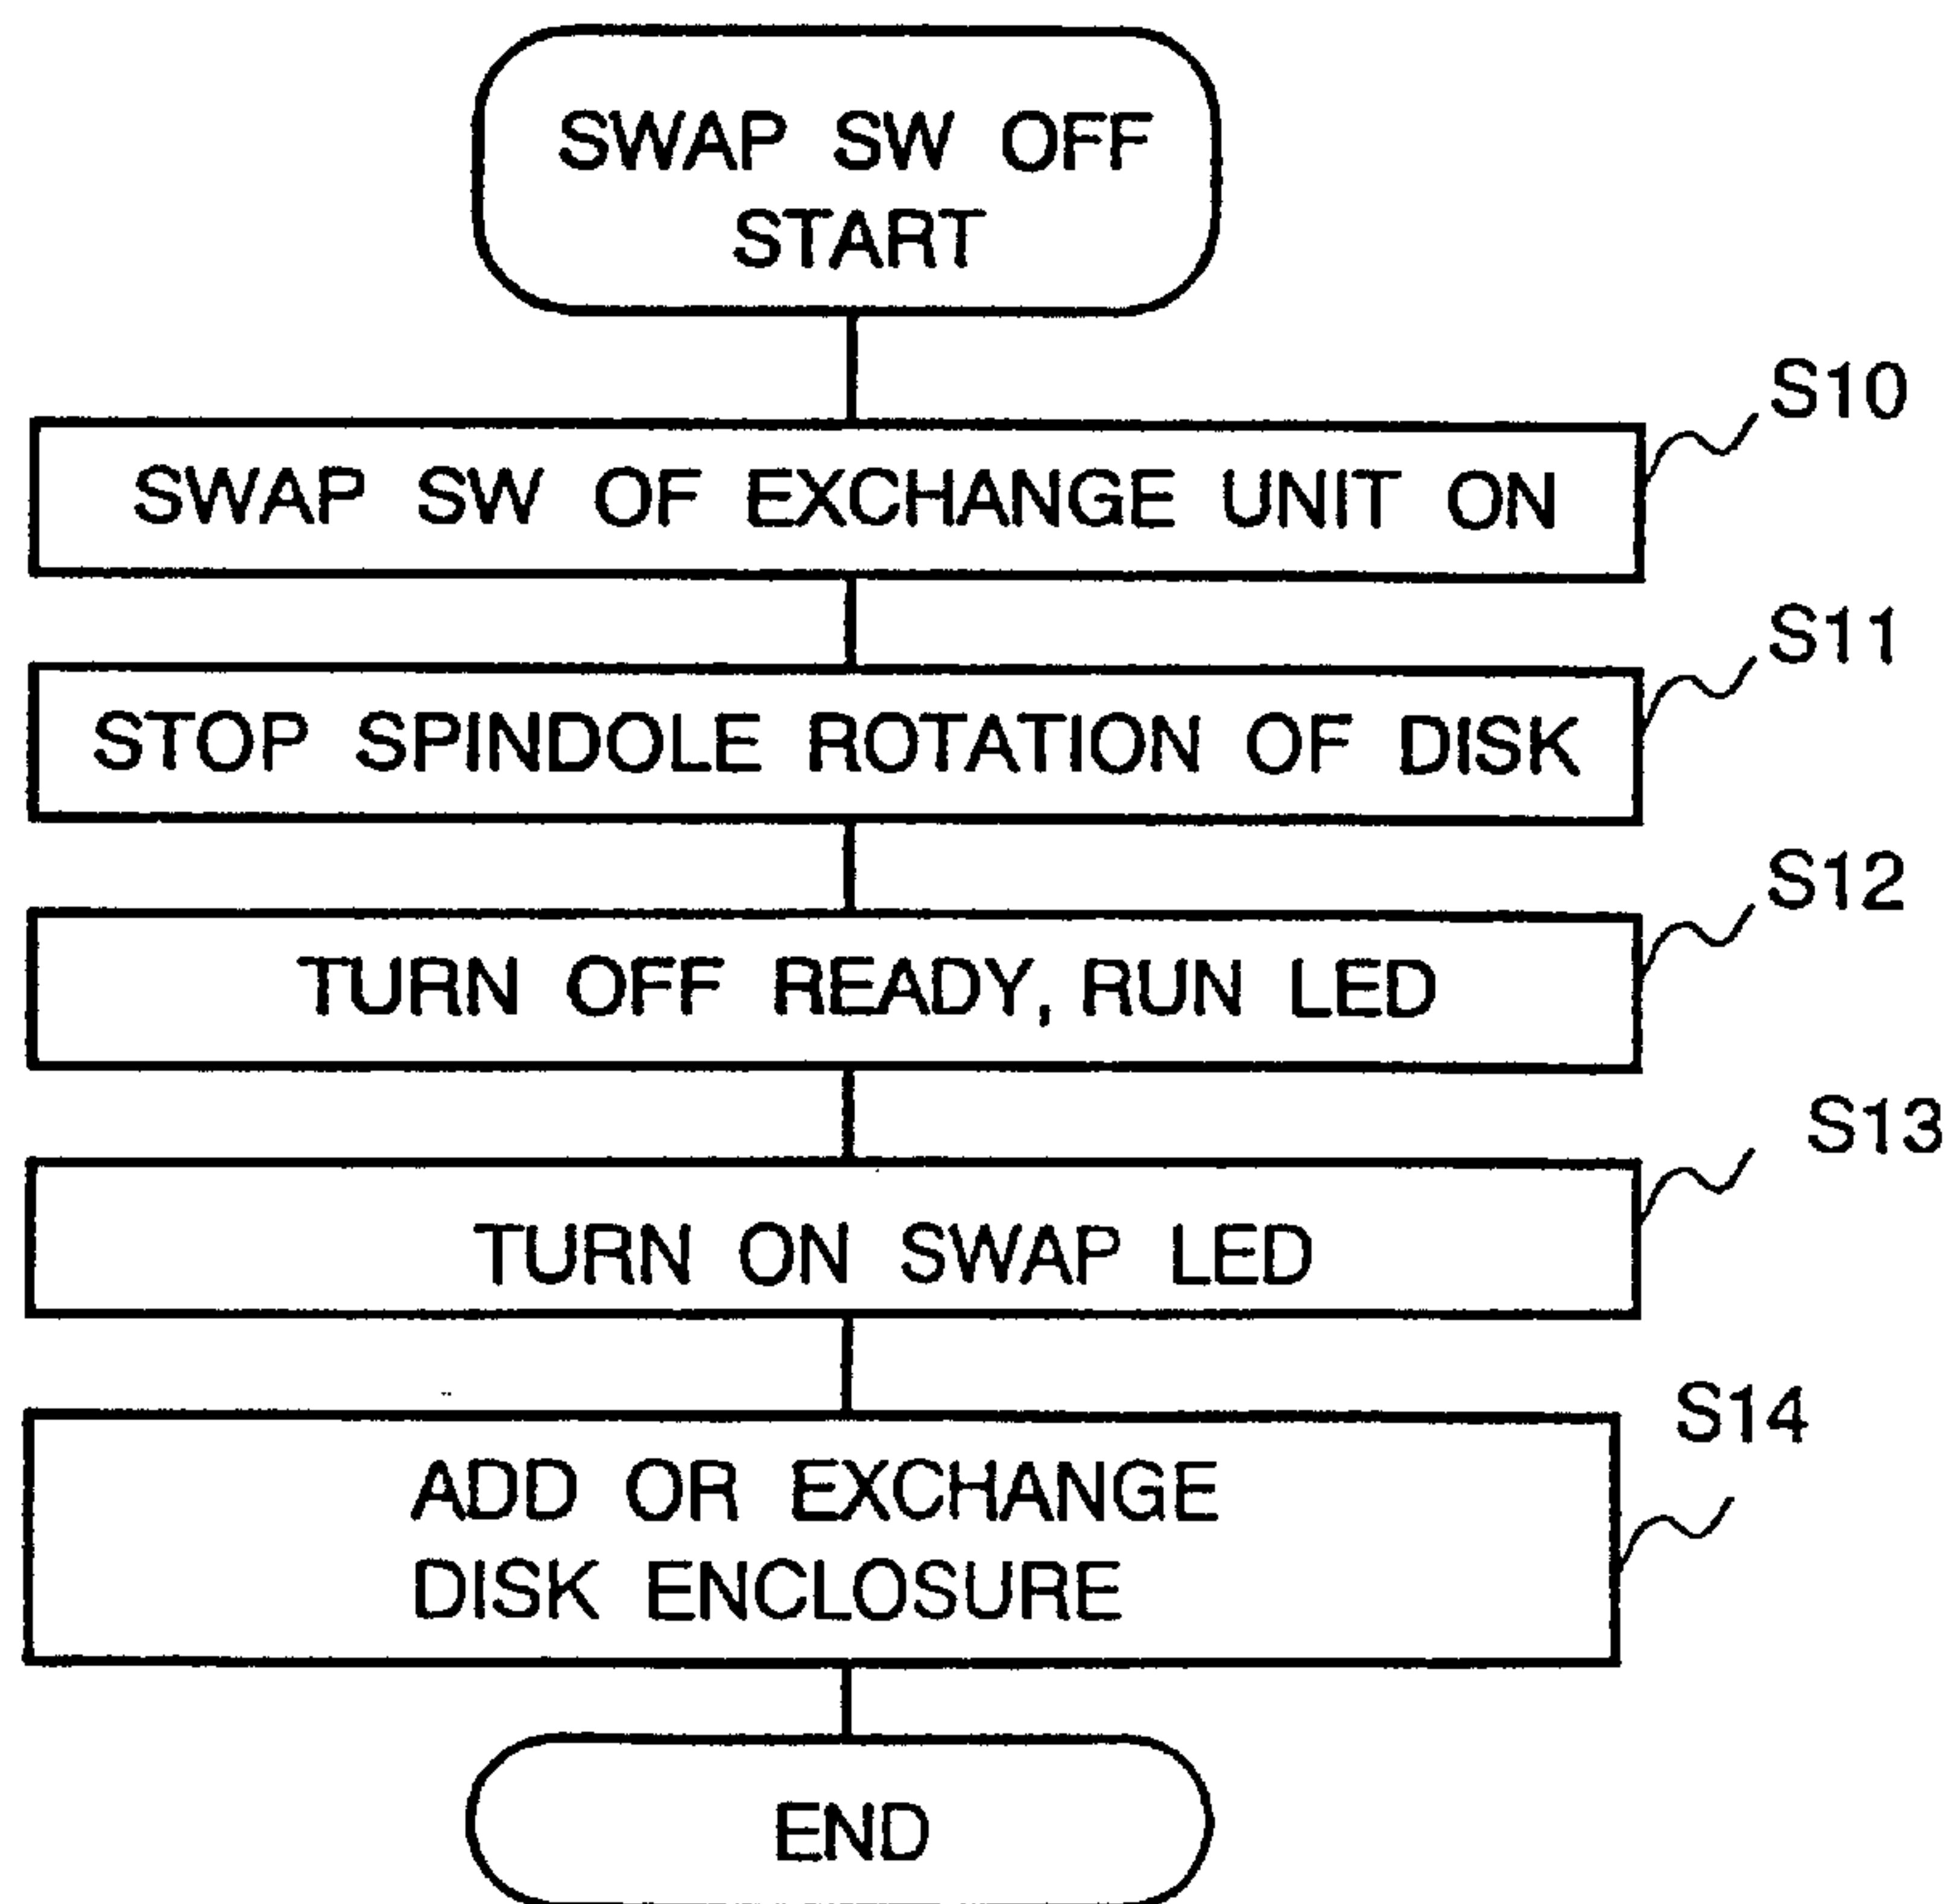 SWAP SW OFF
START
S10
SWAP SW OF EXCHANGE UNIT ON
S11
STOP SPINDOLE ROTATION OF DISK
S12
TURN OFF READY, RUN LED
S13
TURN ON SWAP LED
S14
ADD OR EXCHANGE
DISK ENCLOSURE
END